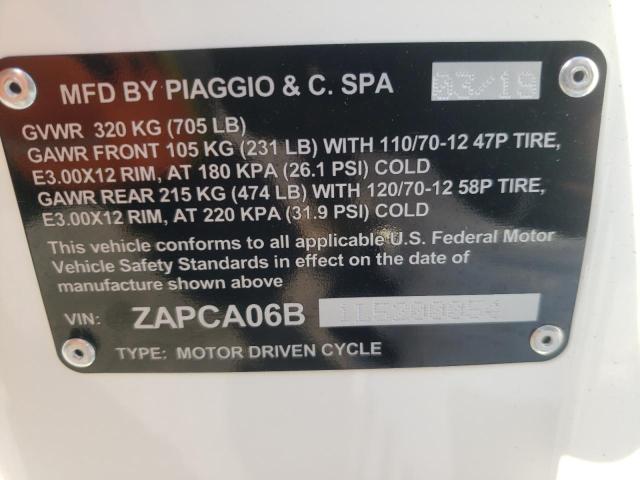 MFD BY PIAGGIO & C. SPA 03/19
GVWR 320 KG (705 LB)
GAWR FRONT 105 KG (231 LB) WITH 110/70-12 47P TIRE,
E3.00X12 RIM, AT 180 KPA (26.1 PSI) COLD
GAWR REAR 215 KG (474 LB) WITH 120/70-12 58P TIRE,
E3.00X12 RIM, AT 220 KPA (31.9 PSI) COLD
This vehicle conforms to all applicable U.S. Federal Motor
Vehicle Safety Standards in effect on the date of
manufacture shown above
VIN: ZAPCA06B
TYPE: MOTOR DRIVEN CYCLE